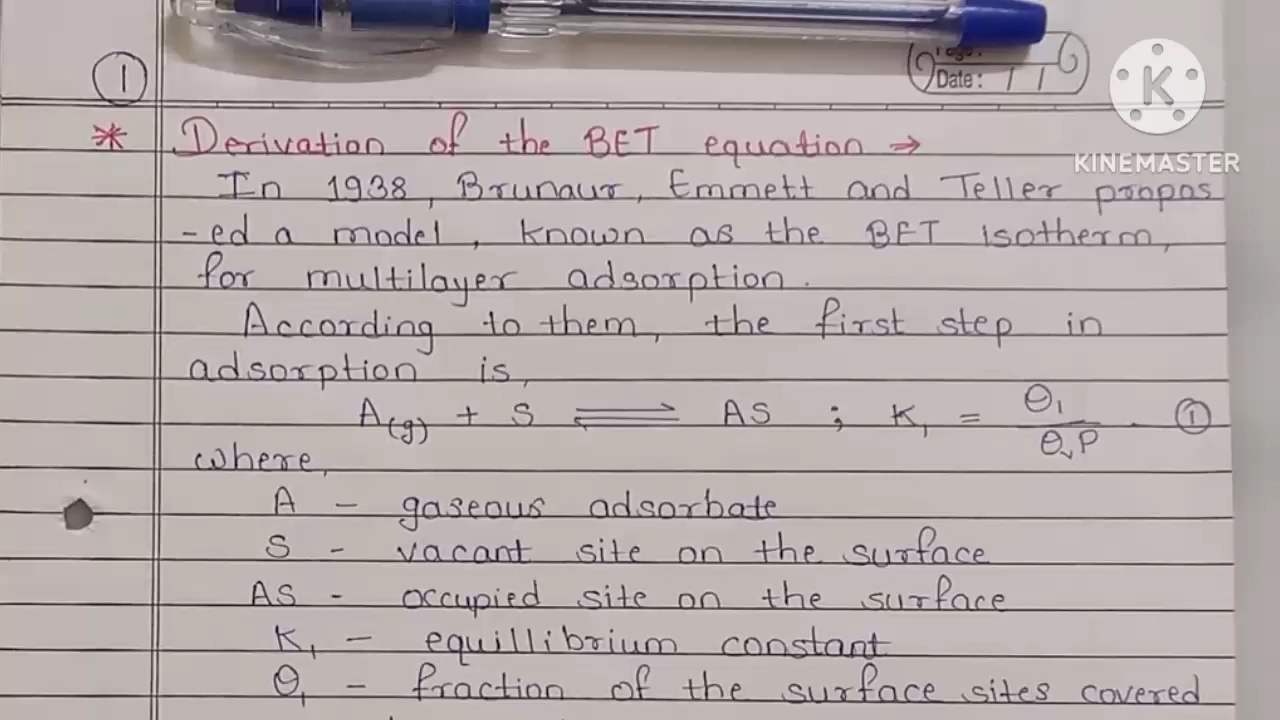 1
Date: / /
K
KINEMASTER
* Derivation of the BET equation →
In 1938, Brunaur, Emmett and Teller propos
-ed a model, known as the BET isotherm,
for multilayer adsorption.
According to them, the first step in
adsorption is,
A(g) + S ⇌ AS ; K₁ = θ₁/θᵥP . ①
where,
A - gaseous adsorbate
S - vacant site on the surface
AS - occupied site on the surface
K₁ - equillibrium constant
θ₁ - fraction of the surface sites covered